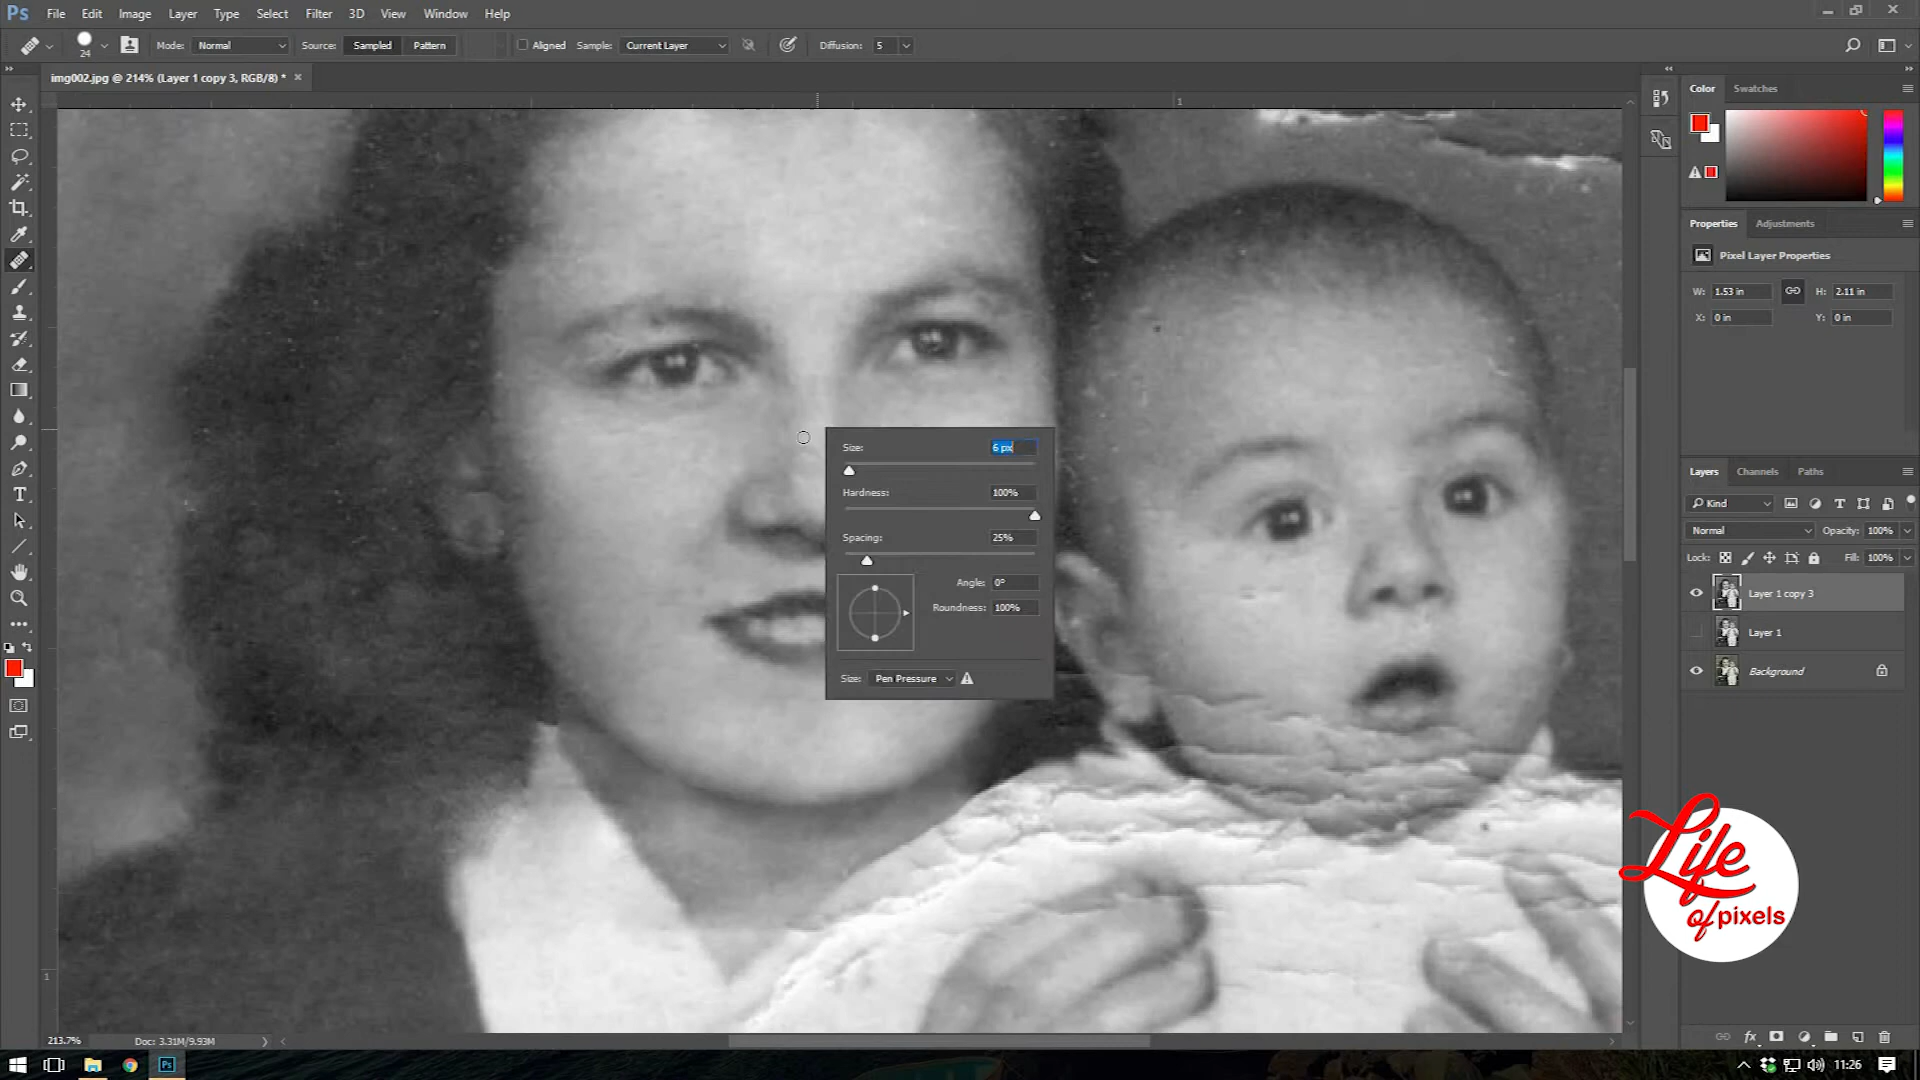 Ps File Edit Image Layer Type Select Filter 3D View Window Help
24 Mode: Normal Source: Sampled Pattern Aligned Sample: Current Layer Diffusion: 5
img002.jpg @ 214% (Layer 1 copy 3, RGB/8) *
1
Color Swatches
Properties Adjustments
Pixel Layer Properties
W: 1.53 in H: 2.11 in
X: 0 in Y: 0 in
Size: 6 px
Hardness: 100%
Spacing: 25%
Angle: 0°
Roundness: 100%
Size: Pen Pressure
Layers Channels Paths
Kind
Normal Opacity: 100%
Lock: Fill: 100%
Layer 1 copy 3
Layer 1
Background
Life
of pixels
1
213.7% Doc: 3.31M/9.93M
Ps 11:26